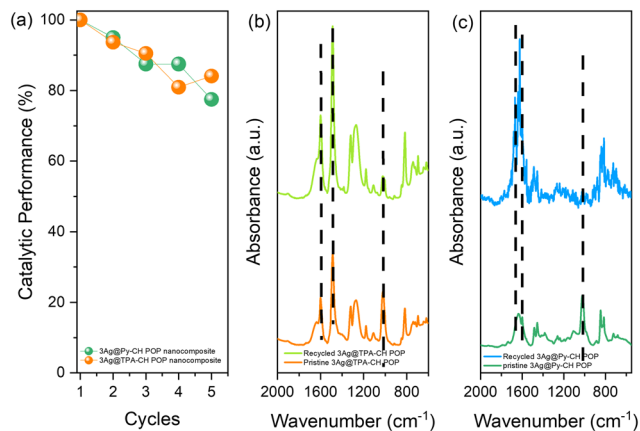 (a)
100
80
60
40
20
0
Catalytic Performance (%)
3Ag@Py-CH POP nanocomposite
3Ag@TPA-CH POP nanocomposite
1 2 3 4 5
Cycles
(b)
Absorbance (a.u.)
Recycled 3Ag@TPA-CH POP
Pristine 3Ag@TPA-CH POP
2000 1600 1200 800
Wavenumber (cm-1)
(c)
Absorbance (a.u.)
Recycled 3Ag@Py-CH POP
pristine 3Ag@Py-CH POP
2000 1600 1200 800
Wavenumber (cm-1)